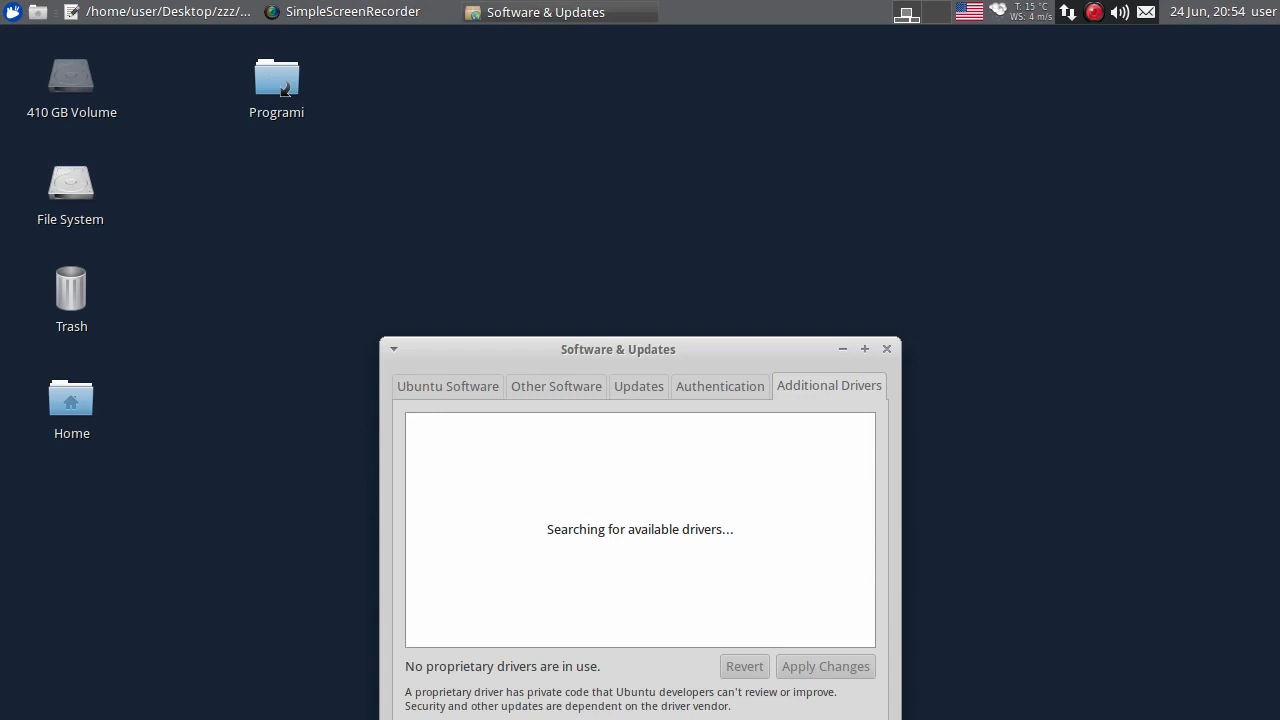 /home/user/Desktop/zzz/...
SimpleScreenRecorder
Software & Updates
T: 15 °C
WS: 4 m/s
24 Jun, 20:54 user
410 GB Volume
Programi
File System
Trash
Home
Software & Updates
Ubuntu Software
Other Software
Updates
Authentication
Additional Drivers
Searching for available drivers...
No proprietary drivers are in use.
Revert
Apply Changes
A proprietary driver has private code that Ubuntu developers can't review or improve.
Security and other updates are dependent on the driver vendor.